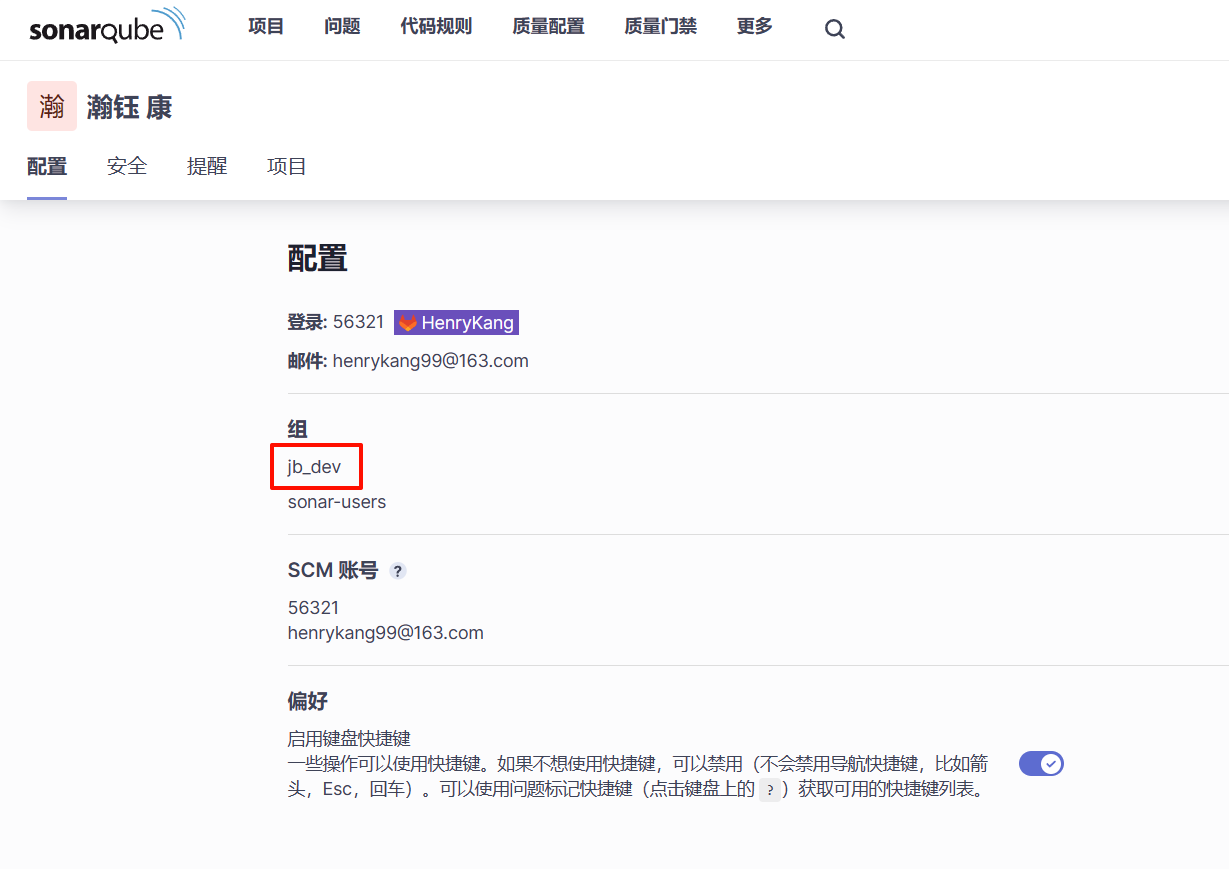 sonarqube 项目 问题 代码规则 质量配置 质量门禁 更多
瀚 瀚钰 康
配置 安全 提醒 项目
配置
登录: 56321 HenryKang
邮件: henrykang99@163.com
组
jb_dev
sonar-users
SCM 账号 ?
56321
henrykang99@163.com
偏好
启用键盘快捷键
一些操作可以使用快捷键。如果不想使用快捷键，可以禁用（不会禁用导航快捷键，比如箭
头，Esc，回车）。可以使用问题标记快捷键（点击键盘上的 ? ）获取可用的快捷键列表。